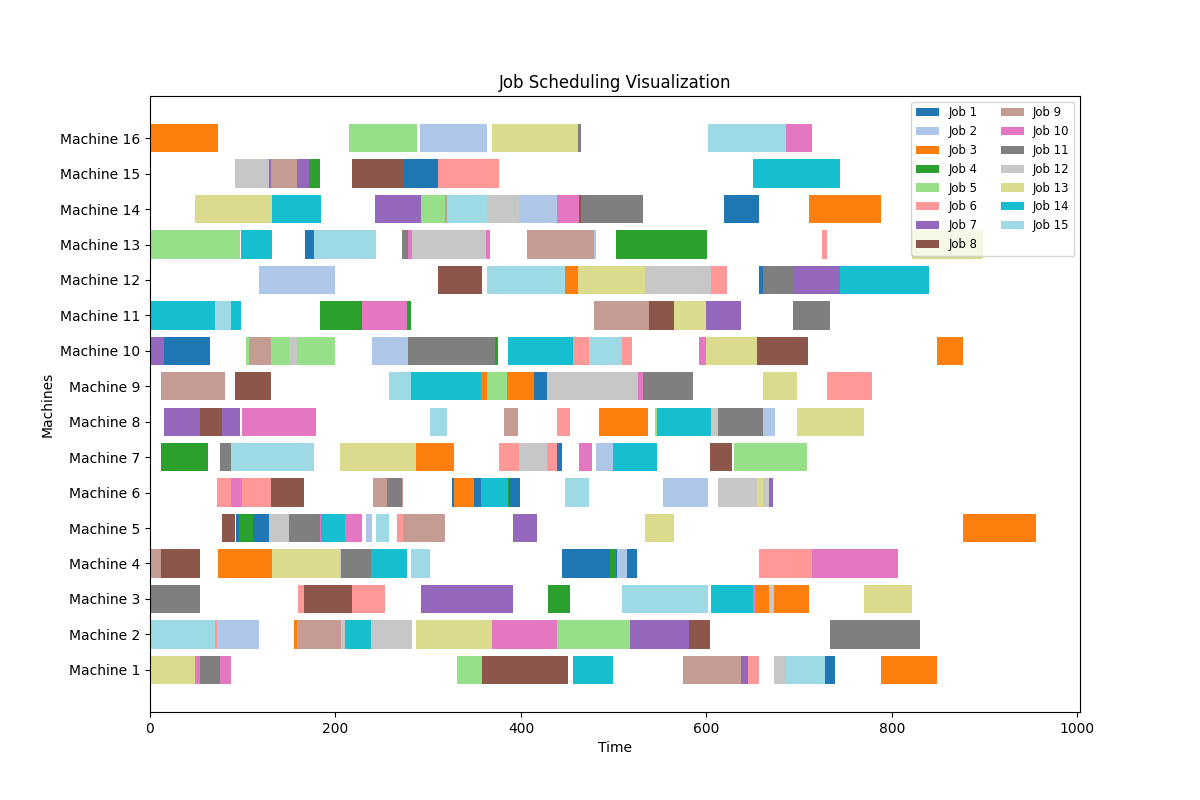 Job Scheduling Visualization
Job 1
Job 2
Job 3
Job 4
Job 5
Job 6
Job 7
Job 8
Job 9
Job 10
Job 11
Job 12
Job 13
Job 14
Job 15
Machine 16
Machine 15
Machine 14
Machine 13
Machine 12
Machine 11
Machine 10
Machine 9
Machine 8
Machine 7
Machine 6
Machine 5
Machine 4
Machine 3
Machine 2
Machine 1
Machines
0 200 400 600 800 1000
Time